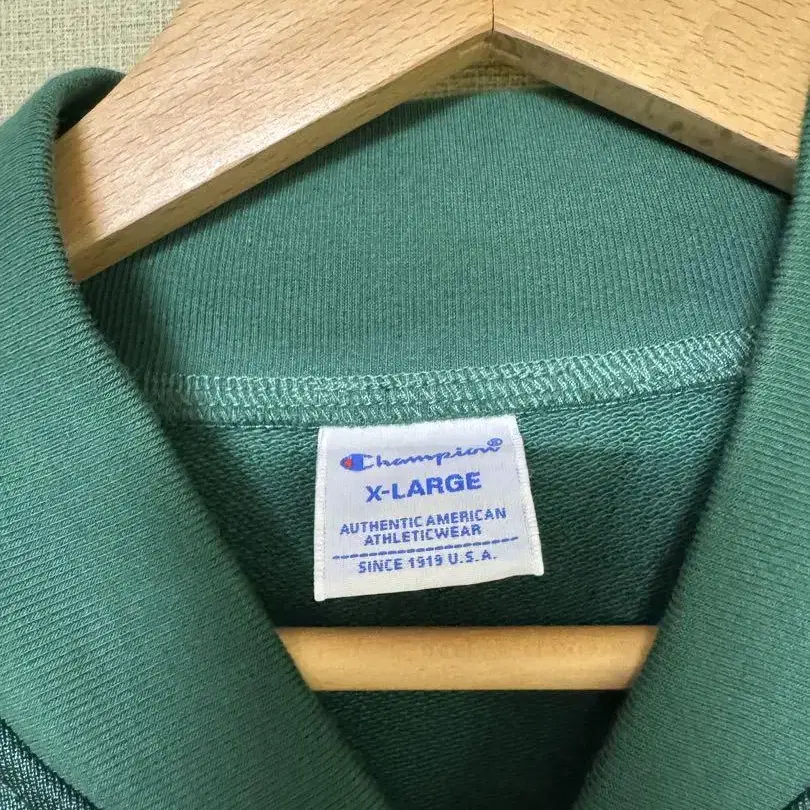 Champion®
X-LARGE
AUTHENTIC AMERICAN
ATHLETICWEAR
SINCE 1919 U.S.A.